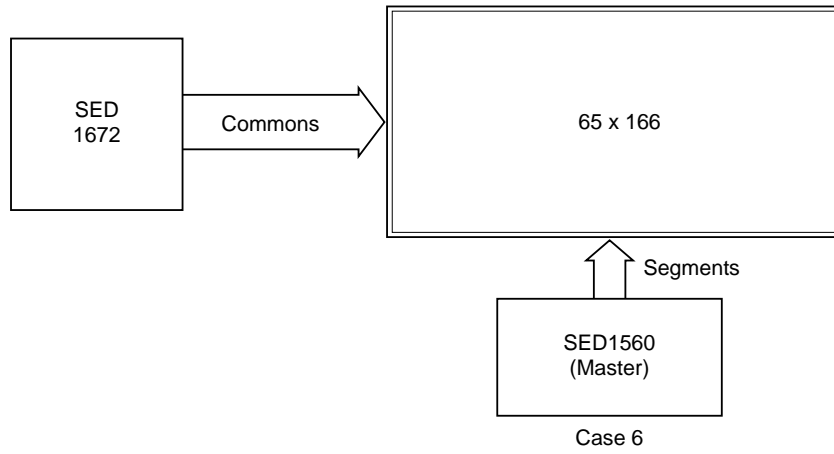 SED
1672
Commons
65 x 166
Segments
SED1560
(Master)
Case 6